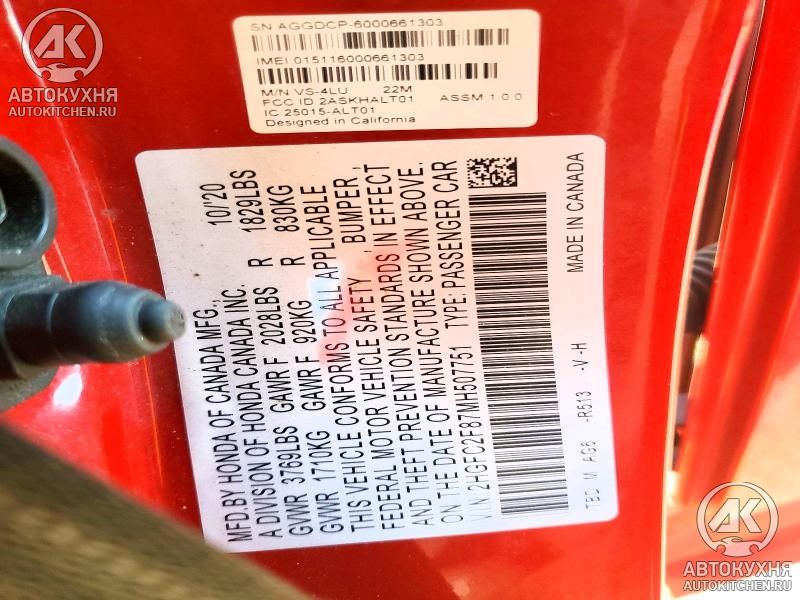 SN AGGDCP-6000661303
IMEI 015116000661303
M/N VS-4LU 22M
FCC ID 2ASKHALT01 ASSM 1.0.0
IC 25015-ALT01
Designed in California
MFD.BY HONDA OF CANADA MFG., 10/'20
A DIVISION OF HONDA CANADA INC.
GVWR 3769LBS GAWR F 2028LBS R 1829LBS
GVWR 1710KG GAWR F 920KG R 830KG
THIS VEHICLE CONFORMS TO ALL APPLICABLE
FEDERAL MOTOR VEHICLE SAFETY, BUMPER,
AND THEFT PREVENTION STANDARDS IN EFFECT
ON THE DATE OF MANUFACTURE SHOWN ABOVE.
V.I.N. 2HGFC2F87MH507751 TYPE: PASSENGER CAR
TBD M AG6 -R513 -V -H MADE IN CANADA
АК
АВТОКУХНЯ
AUTOKITCHEN.RU
АК
АВТОКУХНЯ
AUTOKITCHEN.RU